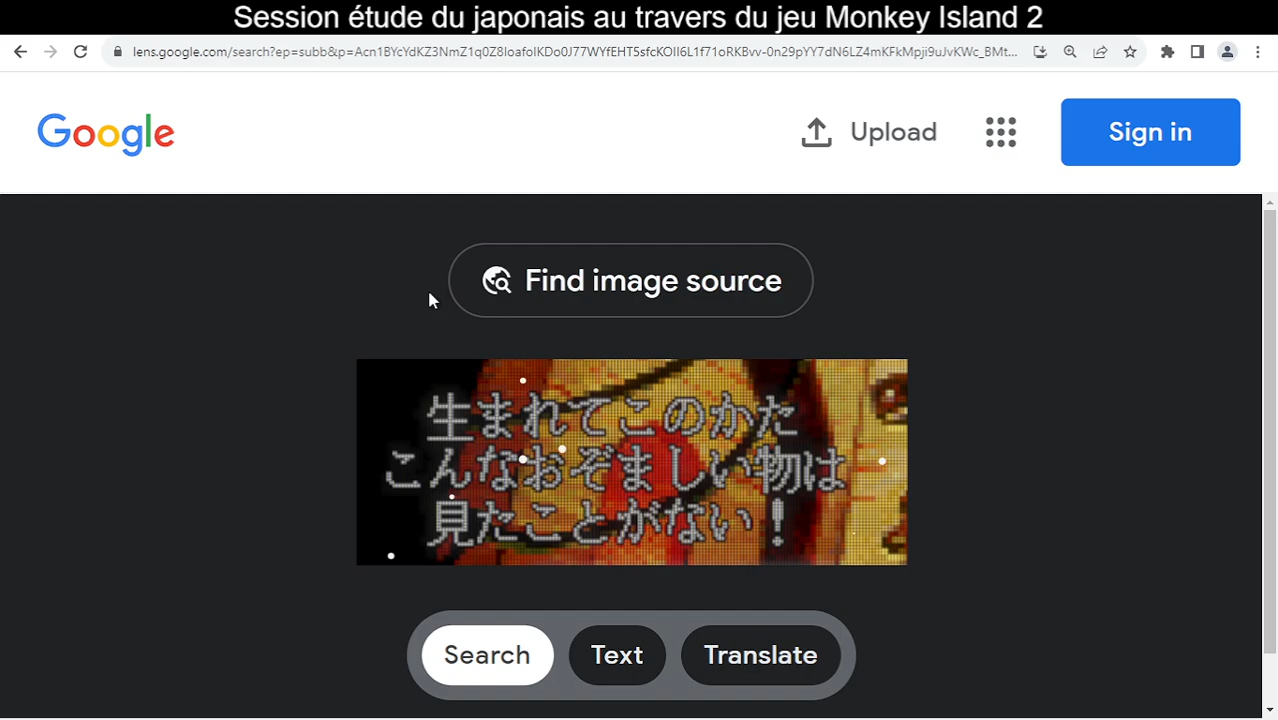 Session étude du japonais au travers du jeu Monkey Island 2
lens.google.com/search?ep=subb&p=Acn1BYcYdKZ3NmZ1q0Z8loafolKDo0J77WYfEHT5sfcKOlI6L1f71oRKBvv-0n29pYY7dN6LZ4mKFkMpji9uJvKWc_BMt...
Google
Upload
Sign in
Find image source
生まれてこのかた
こんなおぞましい物は
見たことがない！
Search
Text
Translate